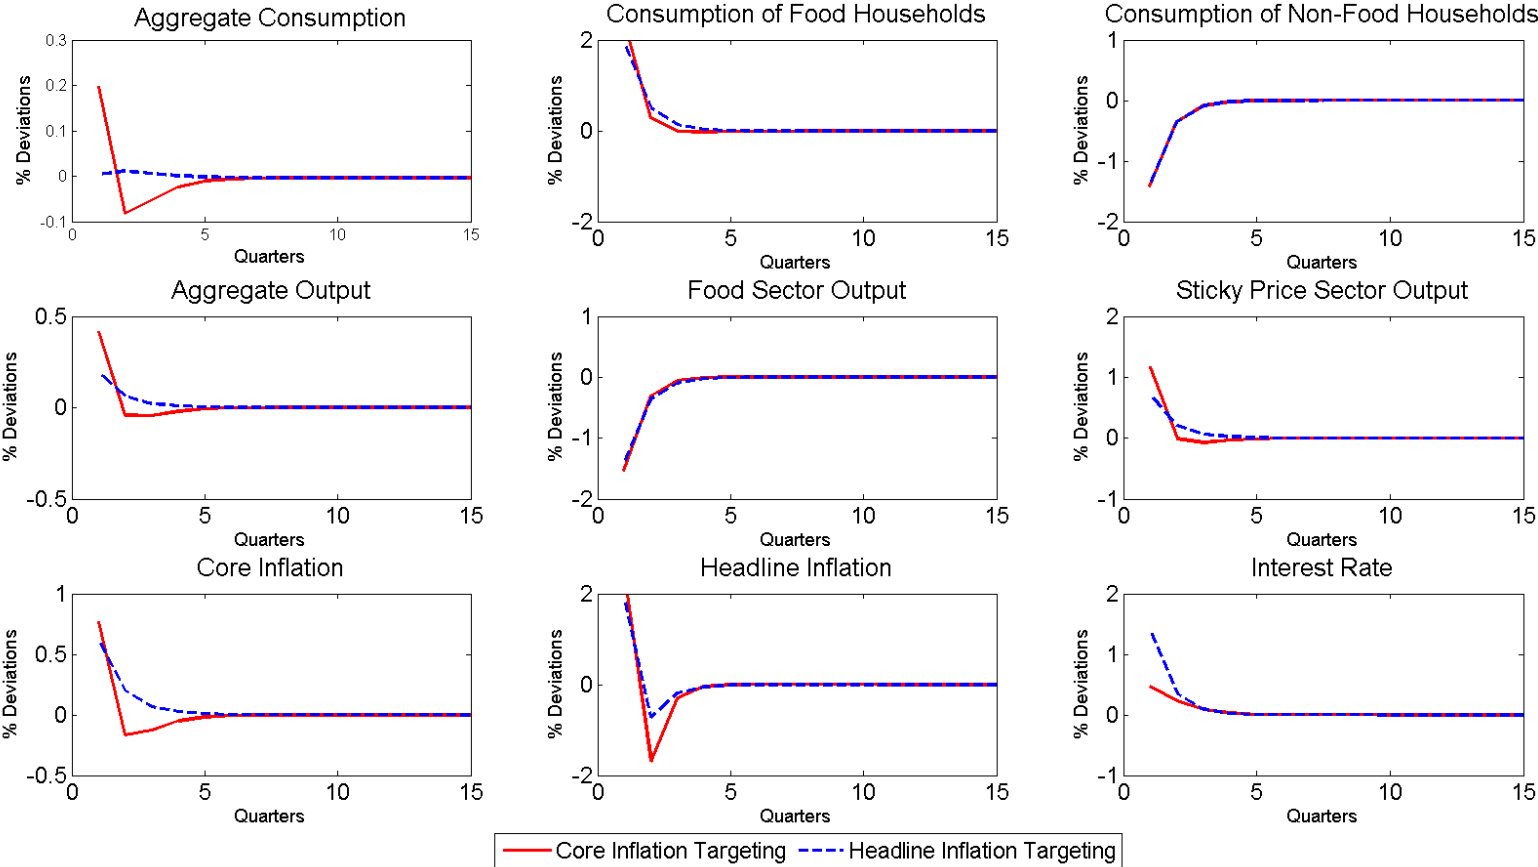 Aggregate Consumption
% Deviations
0.3
0.2
0.1
0
-0.1
0
5
10
15
Quarters
Consumption of Food Households
% Deviations
2
0
-2
0
5
10
15
Quarters
Consumption of Non-Food Households
% Deviations
1
0
-1
-2
0
5
10
15
Quarters
Aggregate Output
% Deviations
0.5
0
-0.5
0
5
10
15
Quarters
Food Sector Output
% Deviations
1
0
-1
-2
0
5
10
15
Quarters
Sticky Price Sector Output
% Deviations
2
1
0
-1
0
5
10
15
Quarters
Core Inflation
% Deviations
1
0.5
0
-0.5
0
5
10
15
Quarters
Headline Inflation
% Deviations
2
0
-2
0
5
10
15
Quarters
Interest Rate
% Deviations
2
1
0
-1
0
5
10
15
Quarters
Core Inflation Targeting
Headline Inflation Targeting